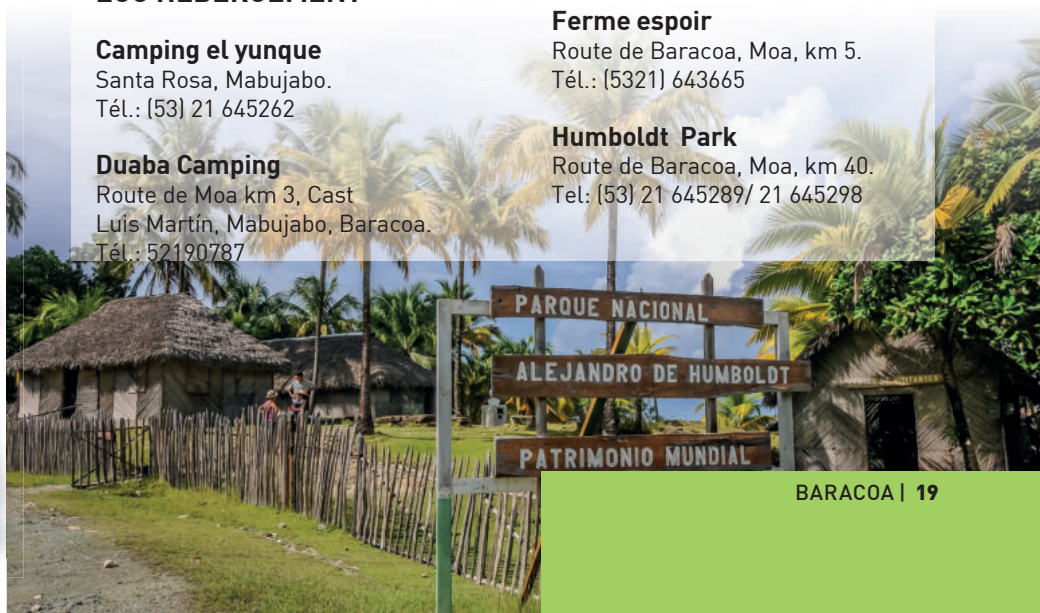 ÉCO HÉBERGEMENT
Camping el yunque
Santa Rosa, Mabujabo.
Tél.: (53) 21 645262
Duaba Camping
Route de Moa km 3, Cast
Luis Martín, Mabujabo, Baracoa.
Tél.: 52190787
Ferme espoir
Route de Baracoa, Moa, km 5.
Tél.: (5321) 643665
Humboldt Park
Route de Baracoa, Moa, km 40.
Tel: (53) 21 645289/ 21 645298
PARQUE NACIONAL
ALEJANDRO DE HUMBOLDT
PATRIMONIO MUNDIAL
BARACOA | 19